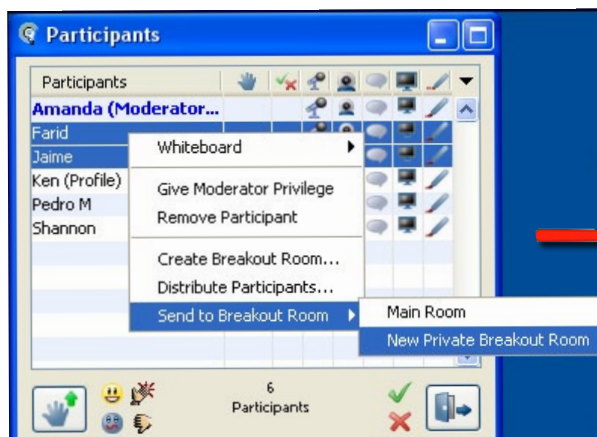 Participants
Participants
Amanda (Moderator...
Farid
Jaime
Ken (Profile)
Pedro M
Shannon
Whiteboard
Give Moderator Privilege
Remove Participant
Create Breakout Room...
Distribute Participants...
Send to Breakout Room
Main Room
New Private Breakout Room
6
Participants